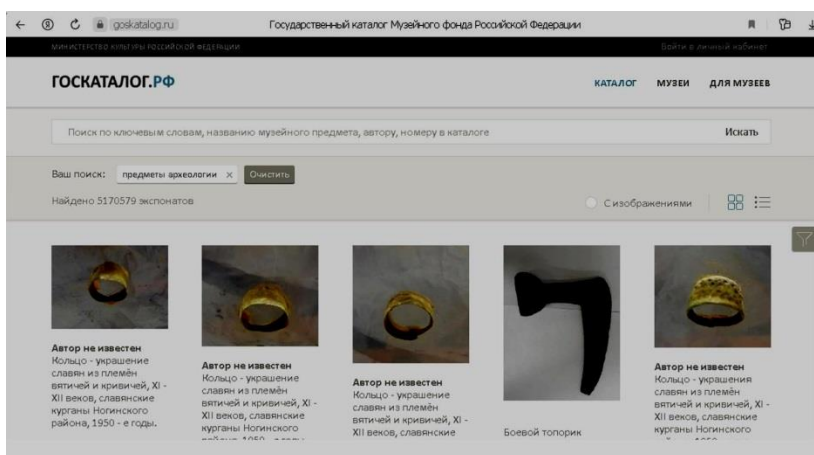 goskatalog.ru
Государственный каталог Музейного фонда Российской Федерации
МИНИСТЕРСТВО КУЛЬТУРЫ РОССИЙСКОЙ ФЕДЕРАЦИИ
Войти в личный кабинет
ГОСКАТАЛОГ.РФ
КАТАЛОГ МУЗЕИ ДЛЯ МУЗЕЕВ
Поиск по ключевым словам, названию музейного предмета, автору, номеру в каталоге
Искать
Ваш поиск: предметы археологии × Очистить
Найдено 5170579 экспонатов
С изображениями
Автор не известен
Кольцо - украшение
славян из племён
вятичей и кривичей, XI -
XII веков, славянские
курганы Ногинского
района, 1950 - е годы.
Автор не известен
Кольцо - украшение
славян из племён
вятичей и кривичей, XI -
XII веков, славянские
курганы Ногинского
Автор не известен
Кольцо - украшение
славян из племён
вятичей и кривичей, XI -
XII веков, славянские
Боевой топорик
Автор не известен
Кольцо - украшения
славян из племён
вятичей и кривичей, XI -
XII веков, славянские
курганы Ногинского